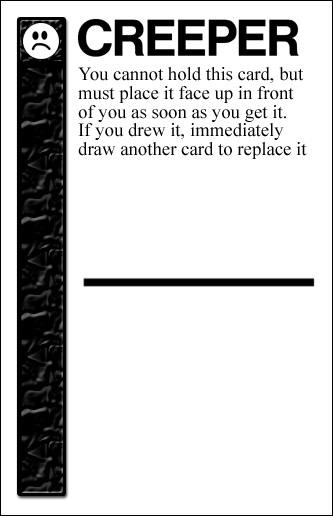 CREEPER
You cannot hold this card, but
must place it face up in front
of you as soon as you get it.
If you drew it, immediately
draw another card to replace it